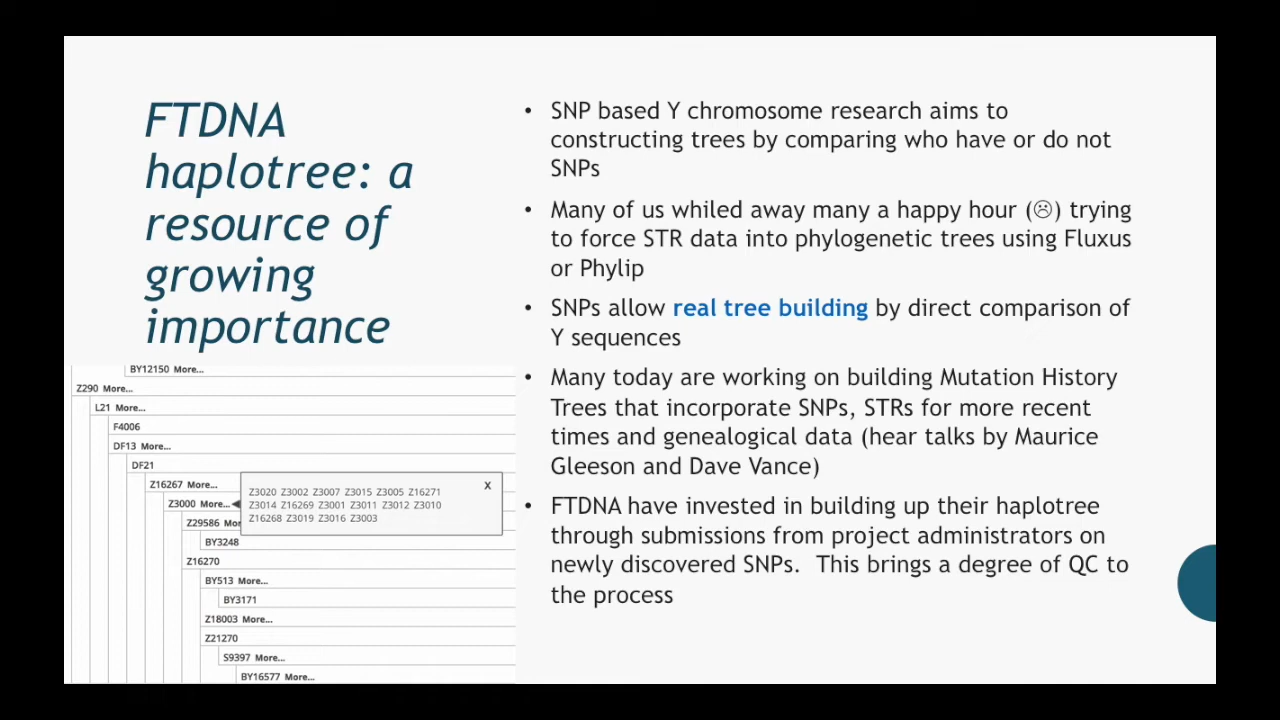 FTDNA
haplotree: a
resource of
growing
importance
• SNP based Y chromosome research aims to
constructing trees by comparing who have or do not
SNPs
• Many of us whiled away many a happy hour (☹) trying
to force STR data into phylogenetic trees using Fluxus
or Phylip
• SNPs allow real tree building by direct comparison of
Y sequences
• Many today are working on building Mutation History
Trees that incorporate SNPs, STRs for more recent
times and genealogical data (hear talks by Maurice
Gleeson and Dave Vance)
• FTDNA have invested in building up their haplotree
through submissions from project administrators on
newly discovered SNPs.  This brings a degree of QC to
the process
BY12150 More...
Z290 More...
L21 More...
F4006
DF13 More...
DF21
Z16267 More...
Z3000 More...
Z3020 Z3002 Z3007 Z3015 Z3005 Z16271
Z3014 Z16269 Z3001 Z3011 Z3012 Z3010
Z16268 Z3019 Z3016 Z3003
X
Z29586 Mor
BY3248
Z16270
BY513 More...
BY3171
Z18003 More...
Z21270
S9397 More...
BY16577 More...